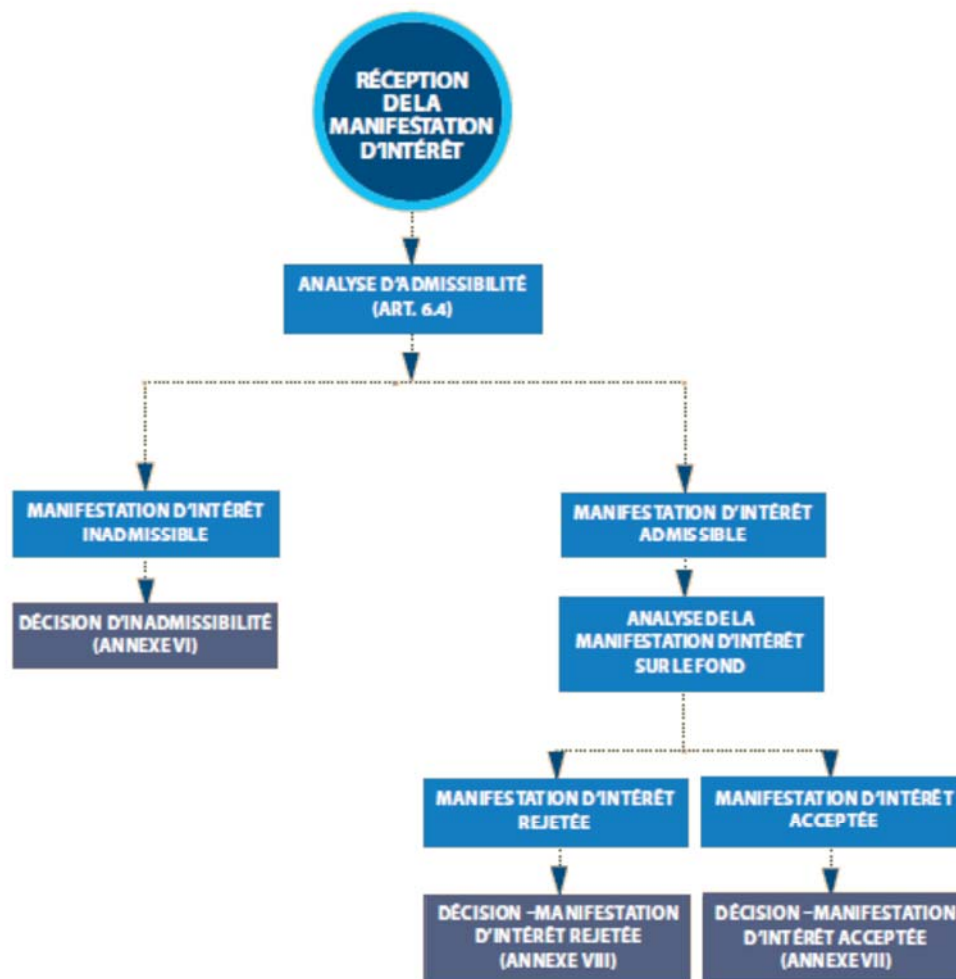 RÉCEPTION
DE LA
MANIFESTATION
D'INTÉRÊT
ANALYSE D'ADMISSIBILITÉ
(ART. 6.4)
MANIFESTATION D'INTÉRÊT
INADMISSIBLE
DÉCISION D'INADMISSIBILITÉ
(ANNEXE VI)
MANIFESTATION D'INTÉRÊT
ADMISSIBLE
ANALYSE DE LA
MANIFESTATION D'INTÉRÊT
SUR LE FOND
MANIFESTATION D'INTÉRÊT
REJETÉE
DÉCISION –MANIFESTATION
D'INTÉRÊT REJETÉE
(ANNEXE VIII)
MANIFESTATION D'INTÉRÊT
ACCEPTÉE
DÉCISION –MANIFESTATION
D'INTÉRÊT ACCEPTÉE
(ANNEXE VII)